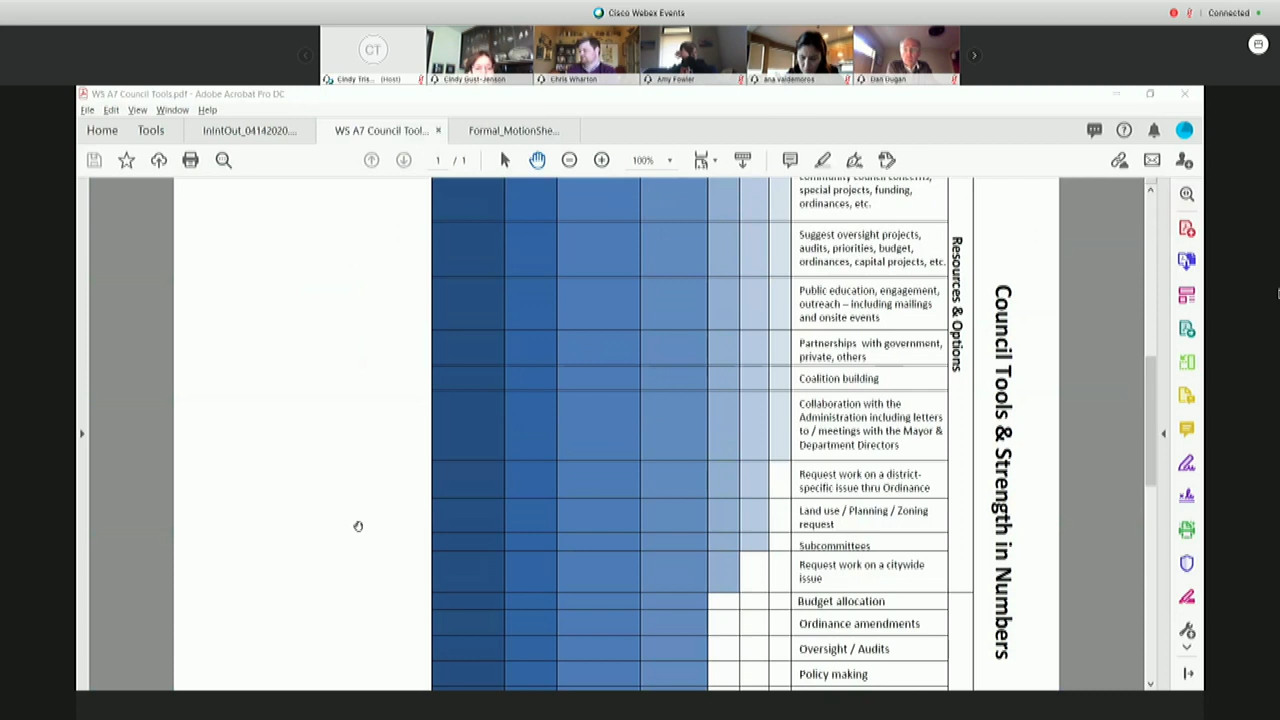 Cisco Webex Events
Connected
CT
Cindy Tris... (Host)
Cindy Gust-Jenson
Chris Wharton
Amy Fowler
ana valdemoros
Dan Dugan
WS A7 Council Tools.pdf - Adobe Acrobat Pro DC
File Edit View Window Help
Home Tools InIntOut_04142020.... WS A7 Council Tool... × Formal_MotionShe...
1 / 1 100%
community council concerns,
special projects, funding,
ordinances, etc.
Suggest oversight projects,
audits, priorities, budget,
ordinances, capital projects, etc.
Public education, engagement,
outreach – including mailings
and onsite events
Partnerships with government,
private, others
Coalition building
Collaboration with the
Administration including letters
to / meetings with the Mayor &
Department Directors
Request work on a district-
specific issue thru Ordinance
Land use / Planning / Zoning
request
Subcommittees
Request work on a citywide
issue
Budget allocation
Ordinance amendments
Oversight / Audits
Policy making
Resources & Options
Council Tools & Strength in Numbers